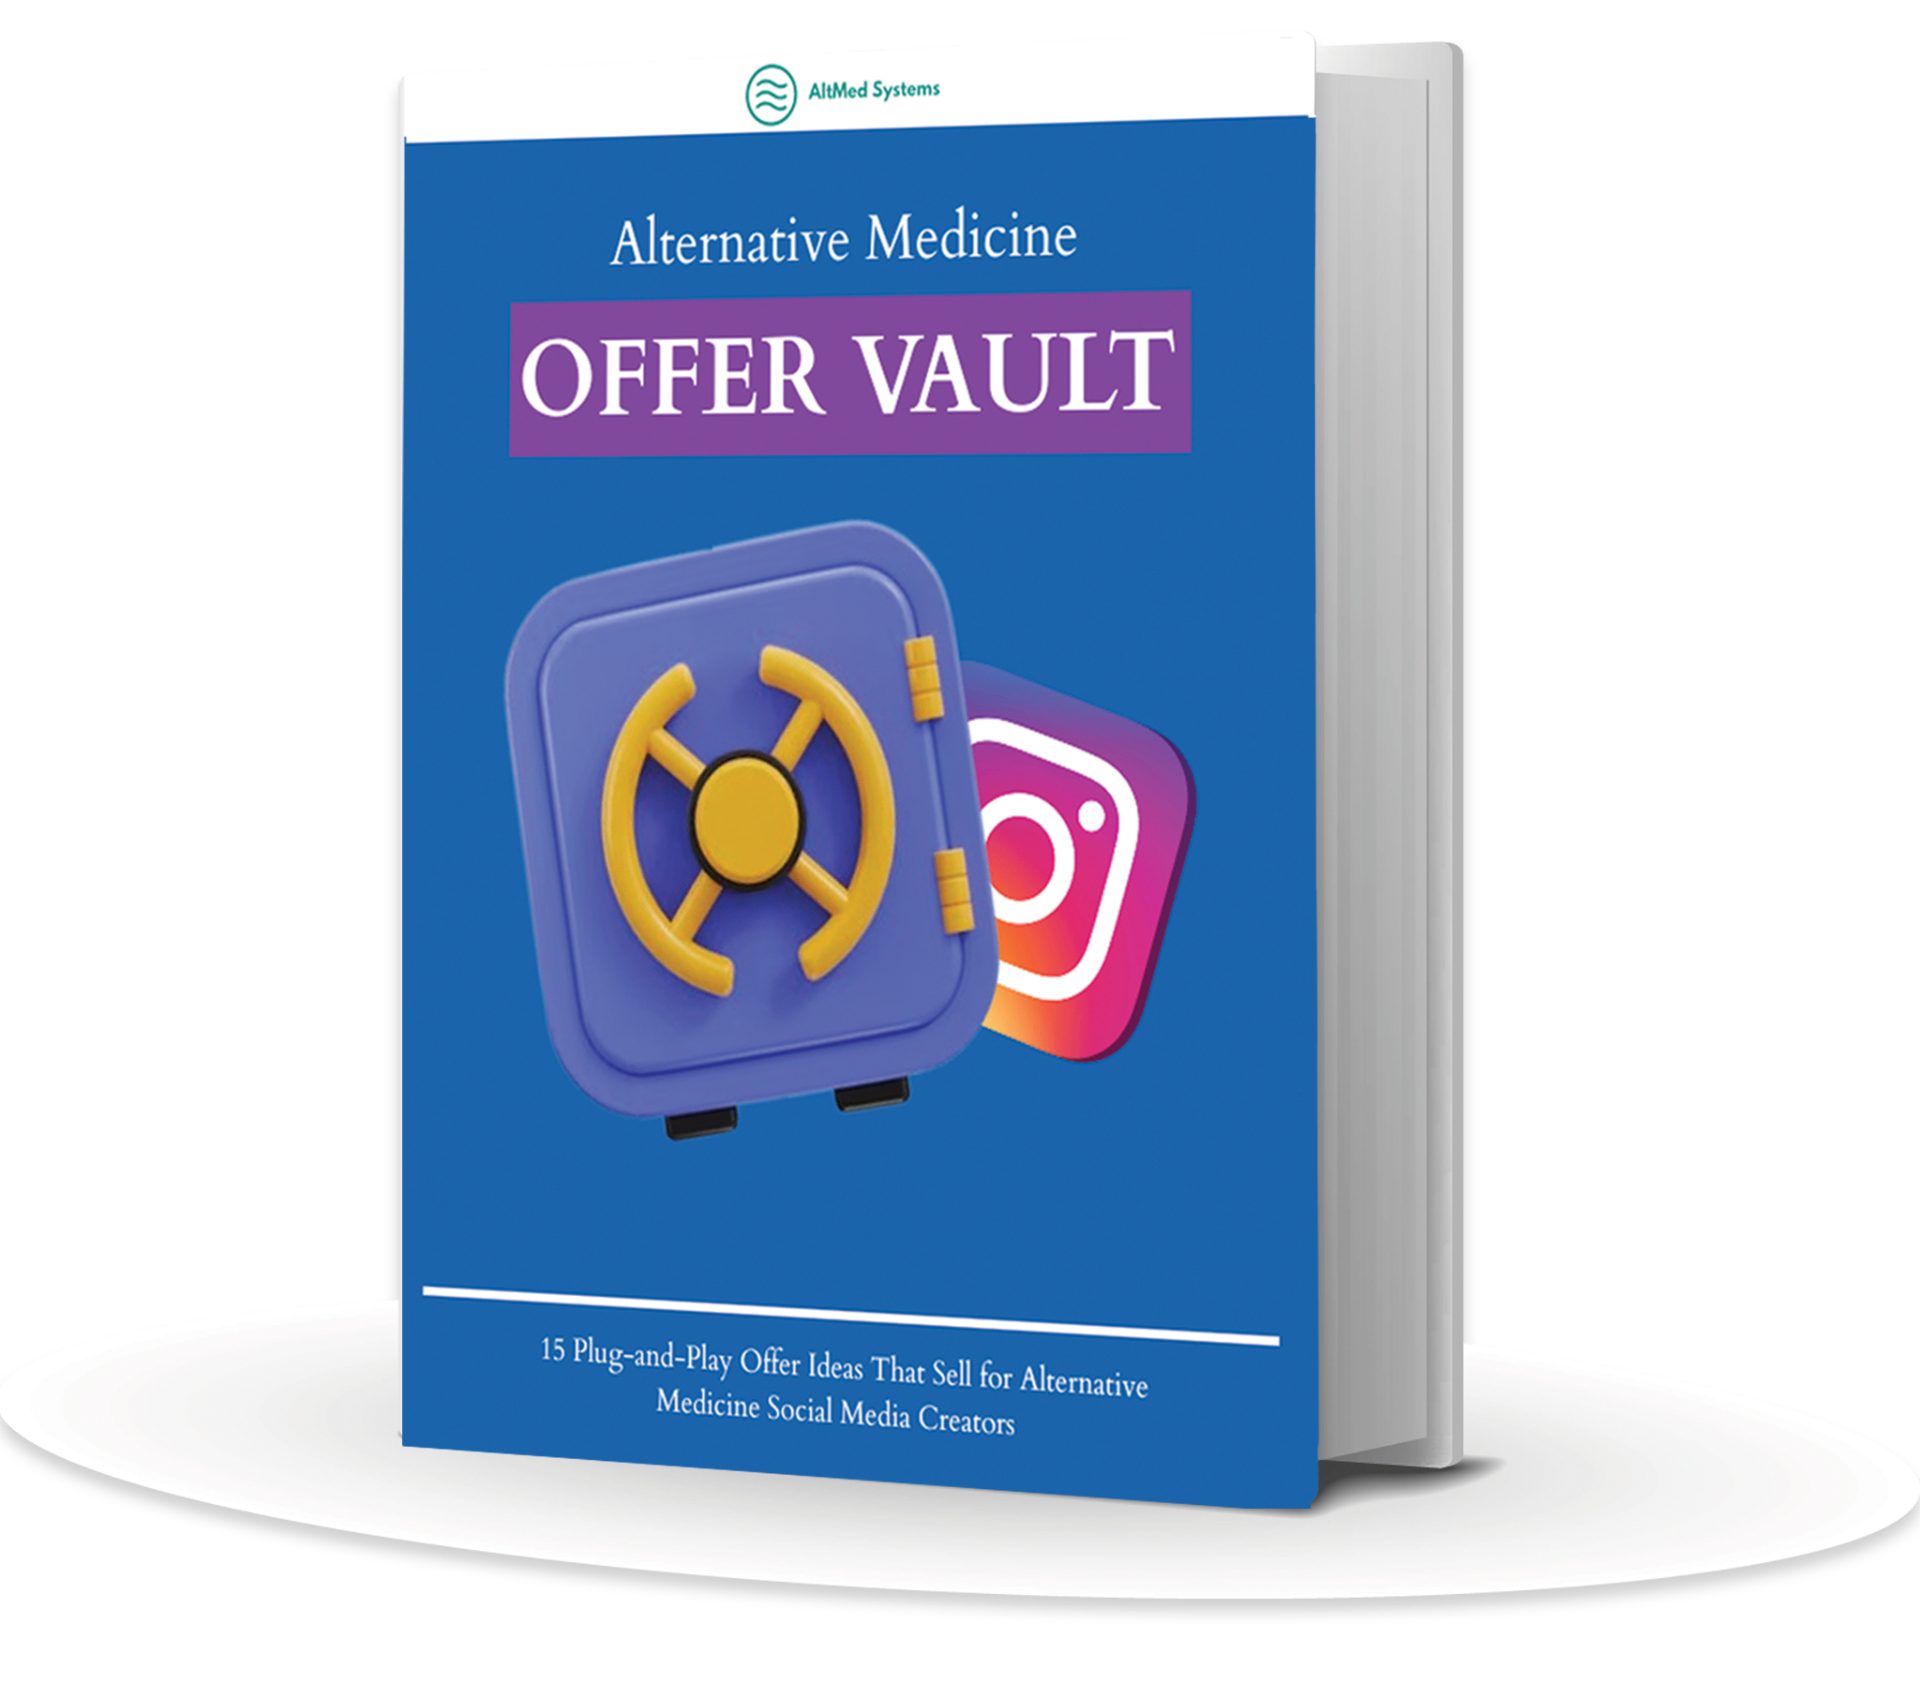 AltMed Systems
Alternative Medicine
OFFER VAULT
15 Plug-and-Play Offer Ideas That Sell for Alternative
Medicine Social Media Creators